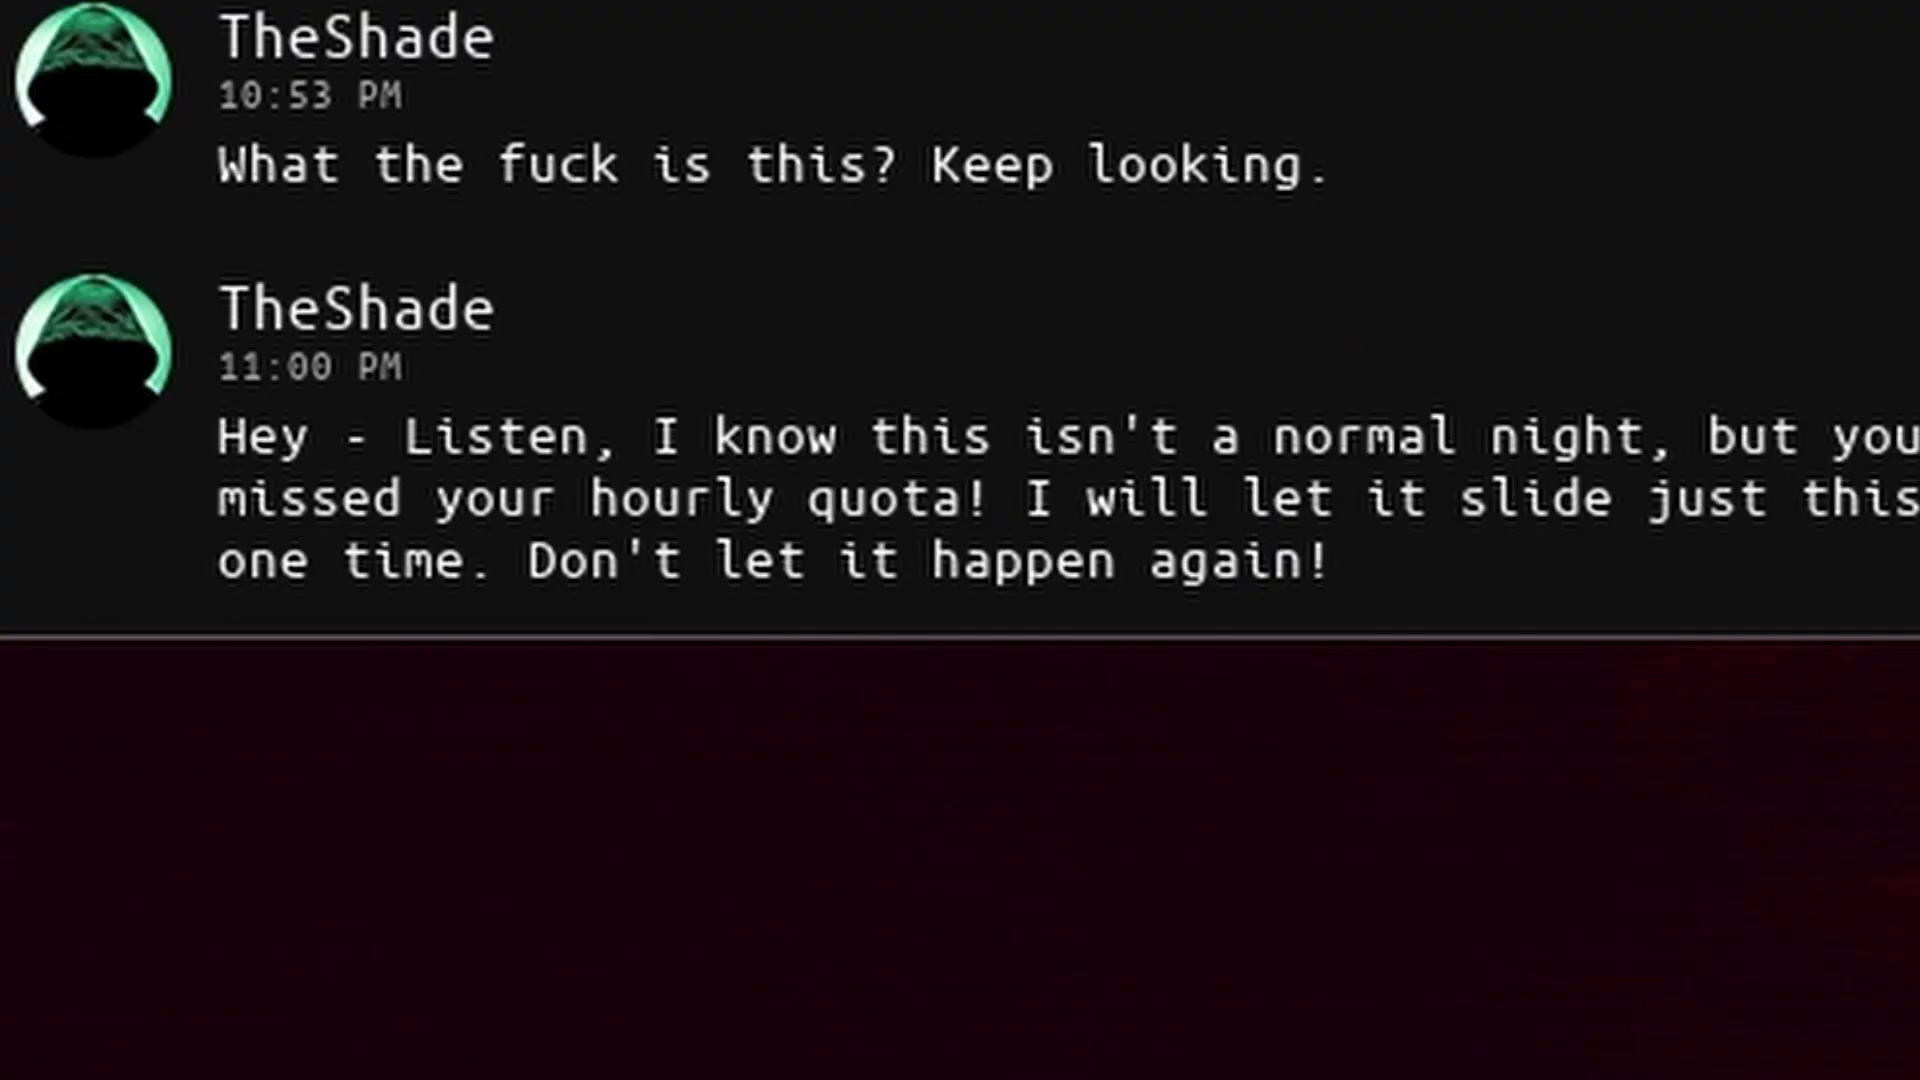 TheShade
10:53 PM
What the fuck is this? Keep looking.
TheShade
11:00 PM
Hey - Listen, I know this isn't a normal night, but you
missed your hourly quota! I will let it slide just this
one time. Don't let it happen again!